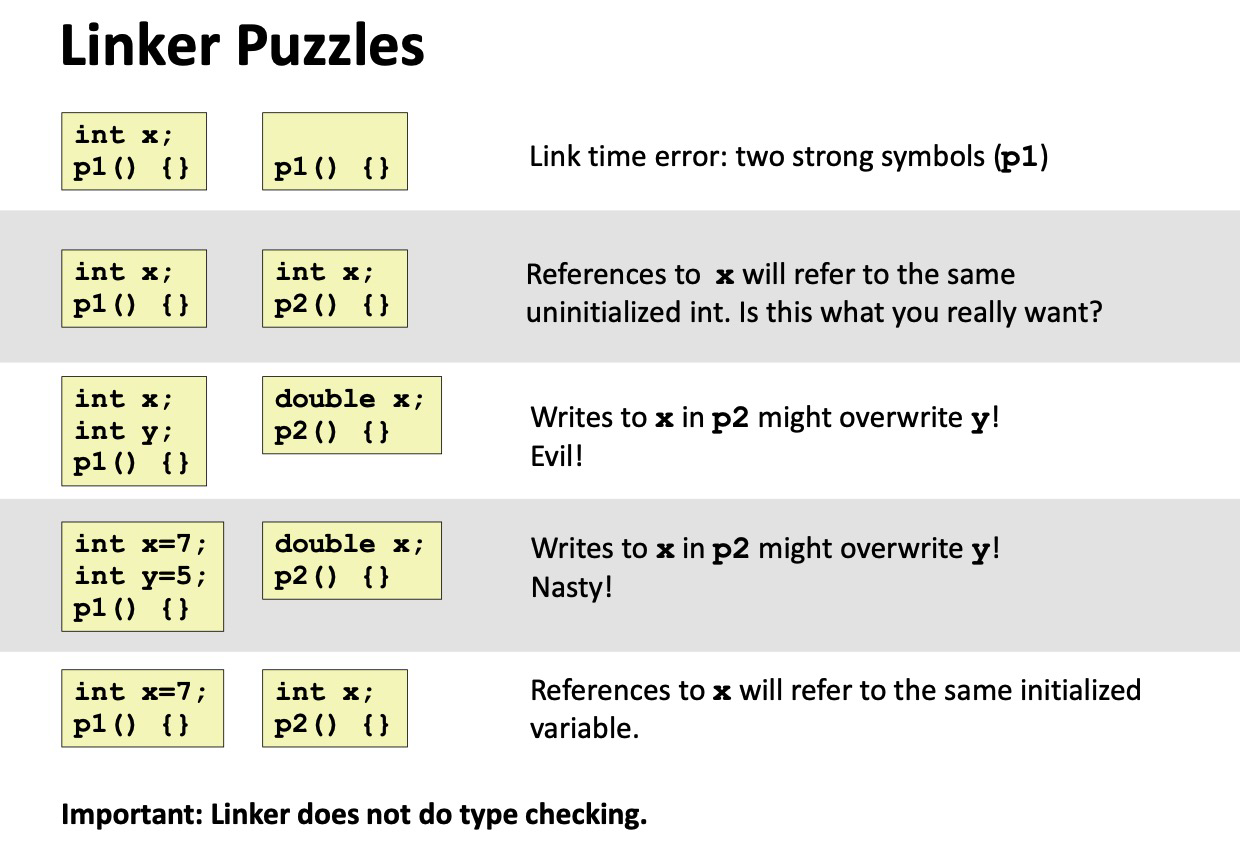 Linker Puzzles
int x;
p1() {}
p1() {}
Link time error: two strong symbols (p1)
int x;
p1() {}
int x;
p2() {}
References to x will refer to the same
uninitialized int. Is this what you really want?
int x;
int y;
p1() {}
double x;
p2() {}
Writes to x in p2 might overwrite y!
Evil!
int x=7;
int y=5;
p1() {}
double x;
p2() {}
Writes to x in p2 might overwrite y!
Nasty!
int x=7;
p1() {}
int x;
p2() {}
References to x will refer to the same initialized
variable.
Important: Linker does not do type checking.